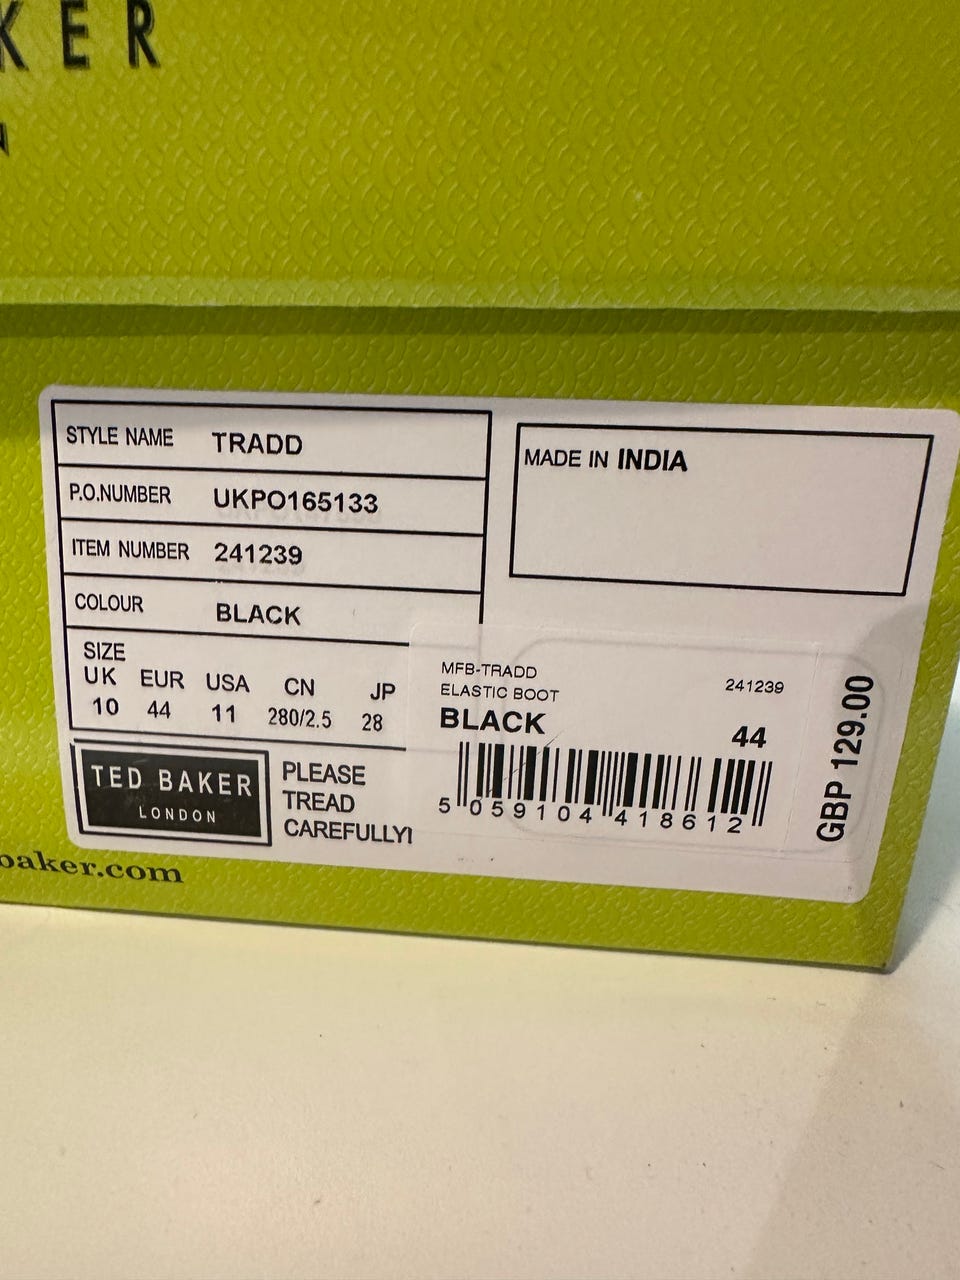 KER
STYLE NAME TRADD
P.O.NUMBER UKPO165133
ITEM NUMBER 241239
COLOUR BLACK
SIZE
UK EUR USA CN JP
10 44 11 280/2.5 28
MADE IN INDIA
MFB-TRADD
ELASTIC BOOT 241239
BLACK 44
5 059104 418612
GBP 129.00
TED BAKER
LONDON
PLEASE
TREAD
CAREFULLY!
baker.com